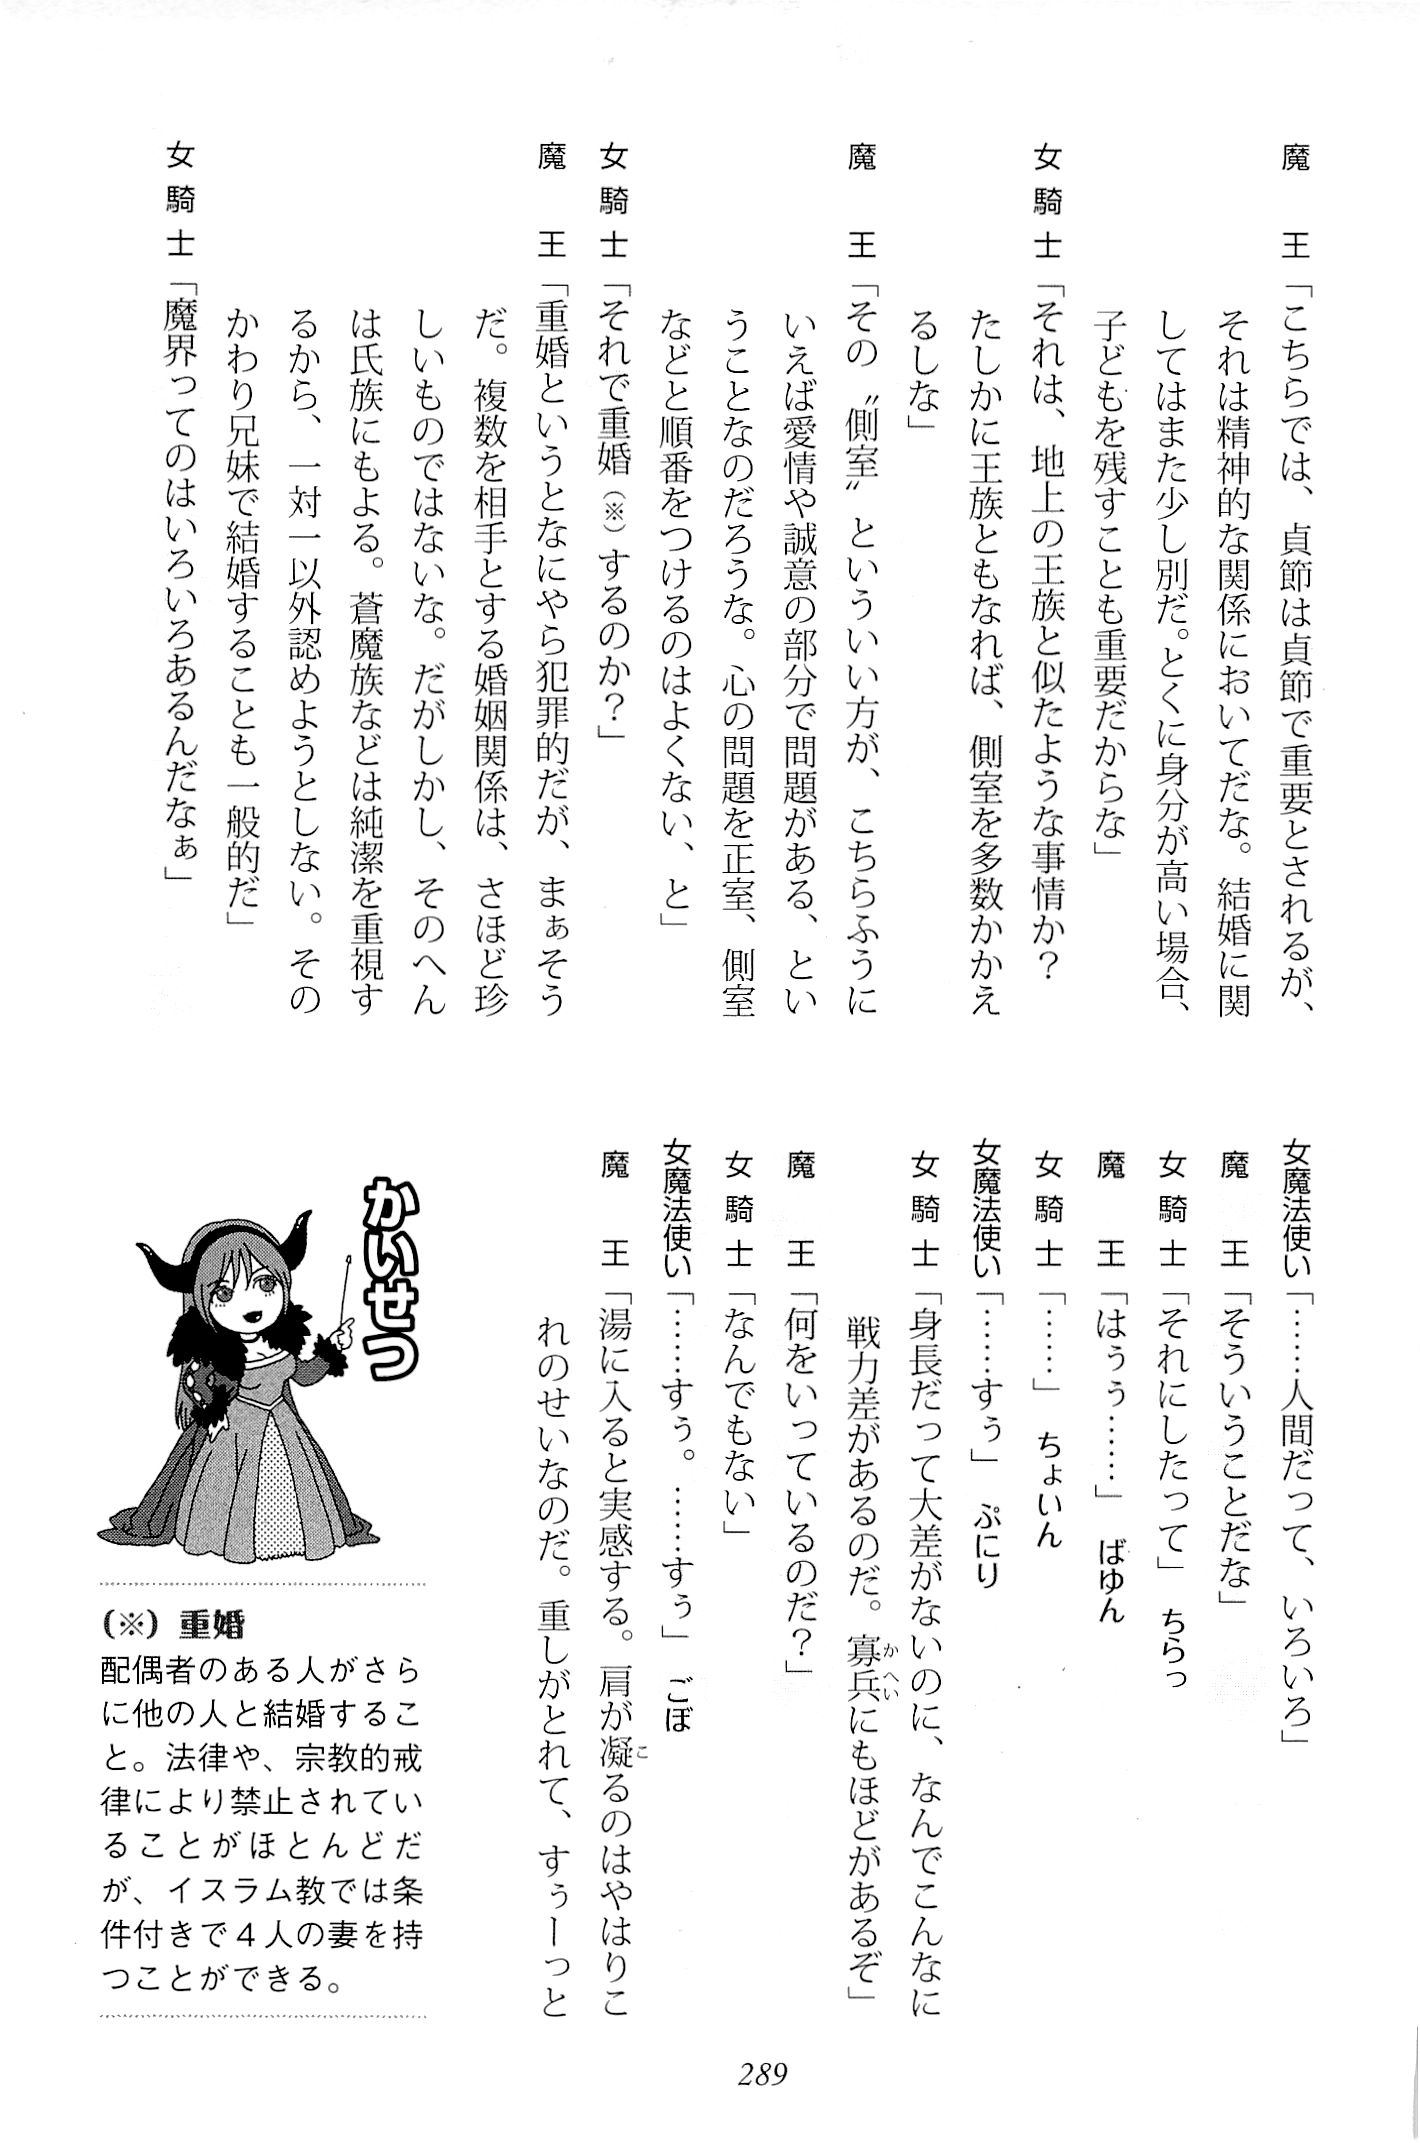 魔　王「こちらでは、貞節は貞節で重要とされるが、
それは精神的な関係においてだな。結婚に関
してはまた少し別だ。とくに身分が高い場合、
子どもを残すことも重要だからな」
女騎士「それは、地上の王族と似たような事情か？
たしかに王族ともなれば、側室を多数かかえ
るしな」
魔　王「その〝側室〟といういい方が、こちらふうに
いえば愛情や誠意の部分で問題がある、とい
うことなのだろうな。心の問題を正室、側室
などと順番をつけるのはよくない、と」
女騎士「それで重婚（※）するのか？」
魔　王「重婚というとなにやら犯罪的だが、まぁそう
だ。複数を相手とする婚姻関係は、さほど珍
しいものではないな。だがしかし、そのへん
は氏族にもよる。蒼魔族などは純潔を重視す
るから、一対一以外認めようとしない。その
かわり兄妹で結婚することも一般的だ」
女騎士「魔界ってのはいろいろあるんだなぁ」
女魔法使い「……人間だって、いろいろ」
魔　王「そういうことだな」
女騎士「それにしたって」　ちらっ
魔　王「はうぅ……」　ばゆん
女騎士「……」　ちょいん
女魔法使い「……すぅ」　ぷにり
女騎士「身長だって大差がないのに、なんでこんなに
戦力差があるのだ。寡兵にもほどがあるぞ」
かへい
魔　王「何をいっているのだ？」
女騎士「なんでもない」
女魔法使い「……すぅ。……すぅ」　ごぼ
魔　王「湯に入ると実感する。肩が凝るのはやはりこ
こ
れのせいなのだ。重しがとれて、すぅーっと
かいせつ
（※）重婚
配偶者のある人がさら
に他の人と結婚するこ
と。法律や、宗教的戒
律により禁止されてい
ることがほとんどだ
が、イスラム教では条
件付きで４人の妻を持
つことができる。
289